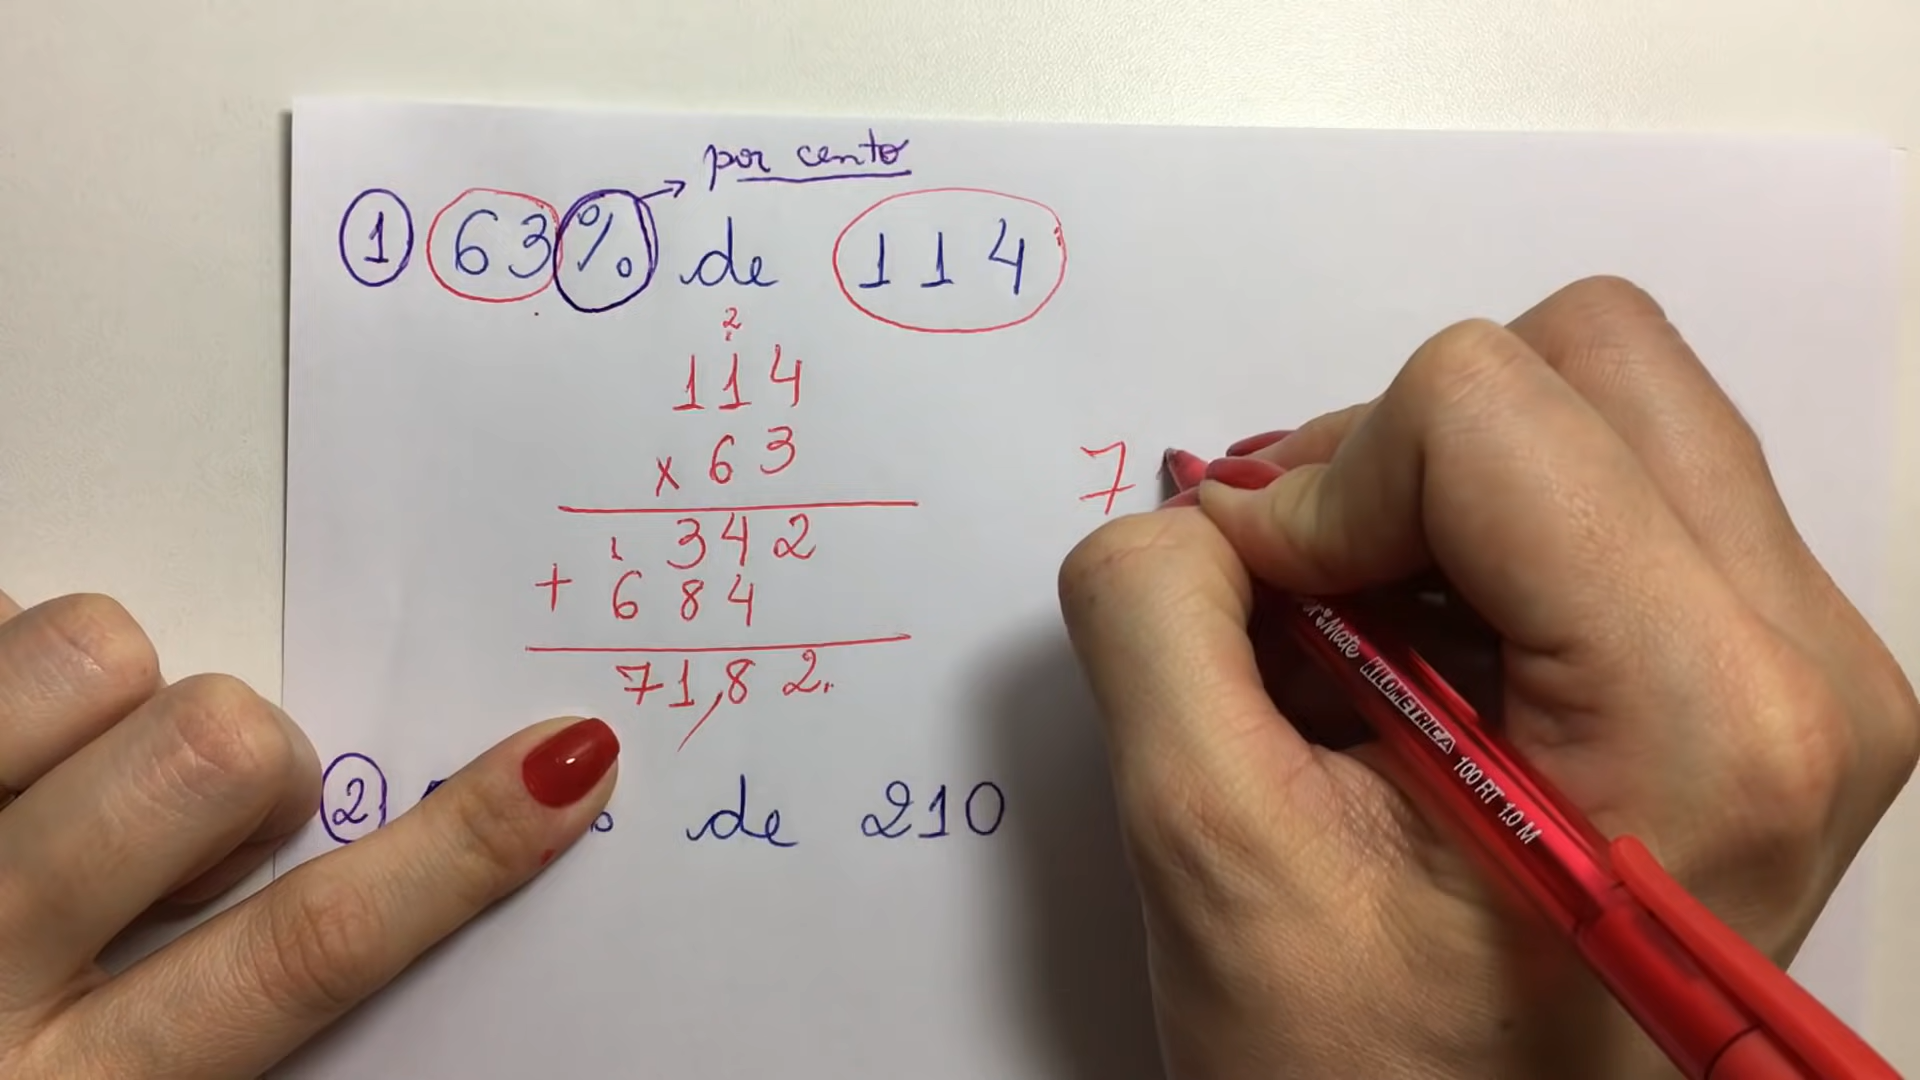 por cento
1 63% de 114
2
114
x 63
1 342
+ 684
71,82.
7
2 de 210
KILOMETRICA 100 RT 1.0 M